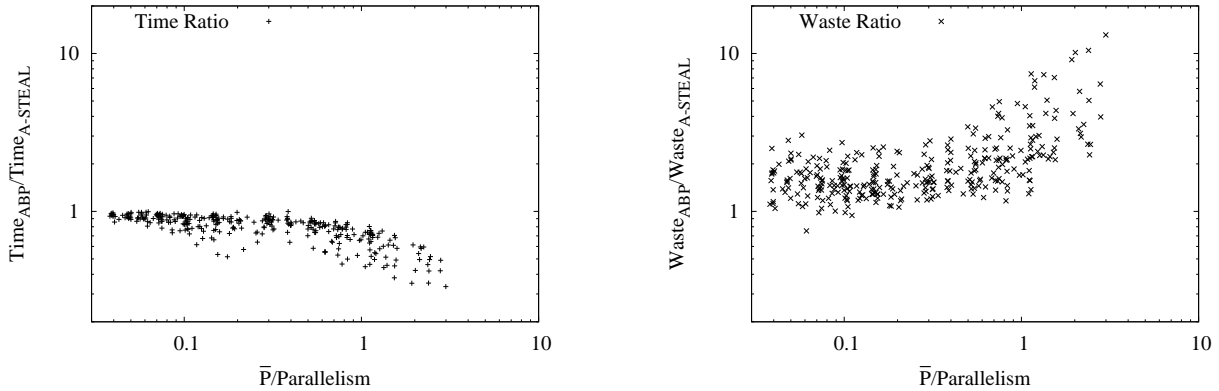 Time Ratio
10
1
Time_ABP/Time_A-STEAL
0.1 1 10
P̅/Parallelism
Waste Ratio
10
1
Waste_ABP/Waste_A-STEAL
0.1 1 10
P̅/Parallelism